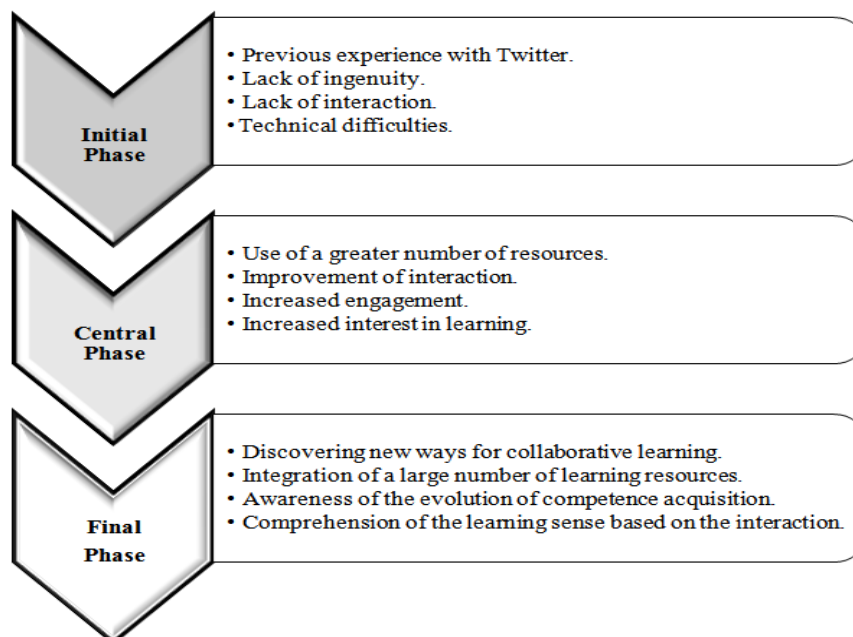 Initial
Phase
• Previous experience with Twitter.
• Lack of ingenuity.
• Lack of interaction.
• Technical difficulties.
Central
Phase
• Use of a greater number of resources.
• Improvement of interaction.
• Increased engagement.
• Increased interest in learning.
Final
Phase
• Discovering new ways for collaborative learning.
• Integration of a large number of learning resources.
• Awareness of the evolution of competence acquisition.
• Comprehension of the learning sense based on the interaction.